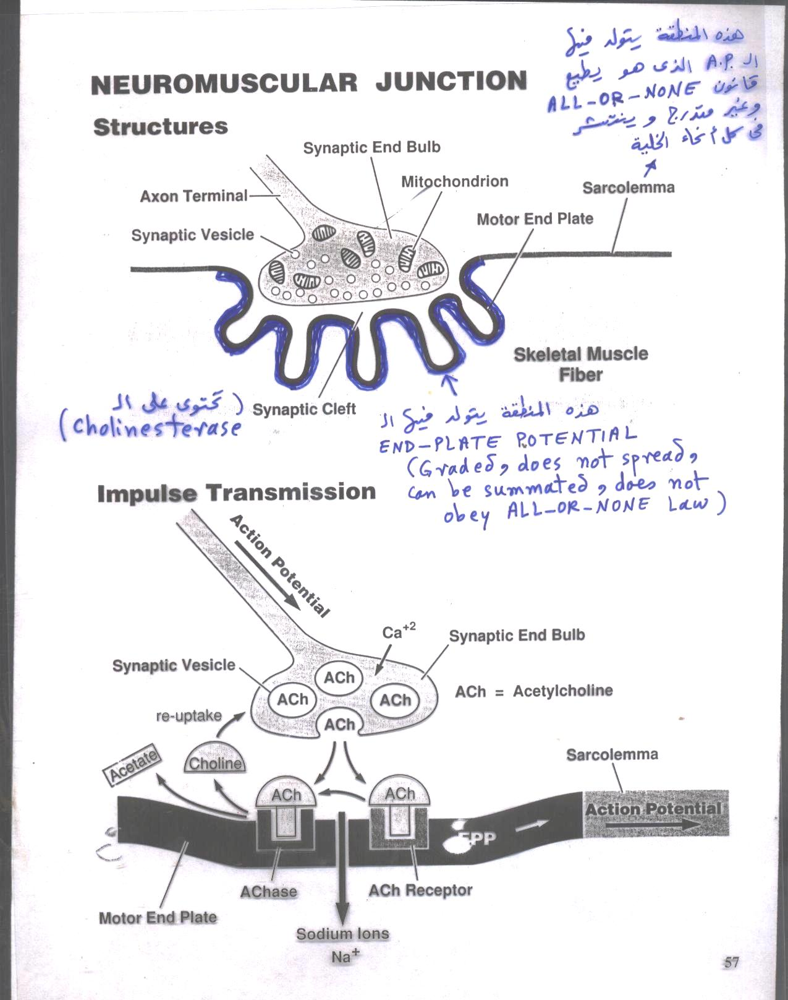 هذه المنطقة يتولد فيها
الـ A.P. الذى هو يطيع
قانون ALL-OR-NONE
وغير متدرج و ينتشر
فى كل أنحاء الخلية
NEUROMUSCULAR JUNCTION
Structures
Synaptic End Bulb
Mitochondrion
Sarcolemma
Axon Terminal
Motor End Plate
Synaptic Vesicle
Skeletal Muscle
Fiber
Synaptic Cleft
(تحتوى على الـ
Cholinesterase)
هذه المنطقة يتولد فيها الـ
END-PLATE POTENTIAL
(Graded, does not spread,
can be summated, does not
obey ALL-OR-NONE Law)
Impulse Transmission
Action Potential
Ca+2
Synaptic End Bulb
Synaptic Vesicle
ACh
ACh
ACh
ACh
ACh = Acetylcholine
re-uptake
Acetate
Choline
Sarcolemma
ACh
ACh
Action Potential
EPP
AChase
ACh Receptor
Motor End Plate
Sodium Ions
Na+
57